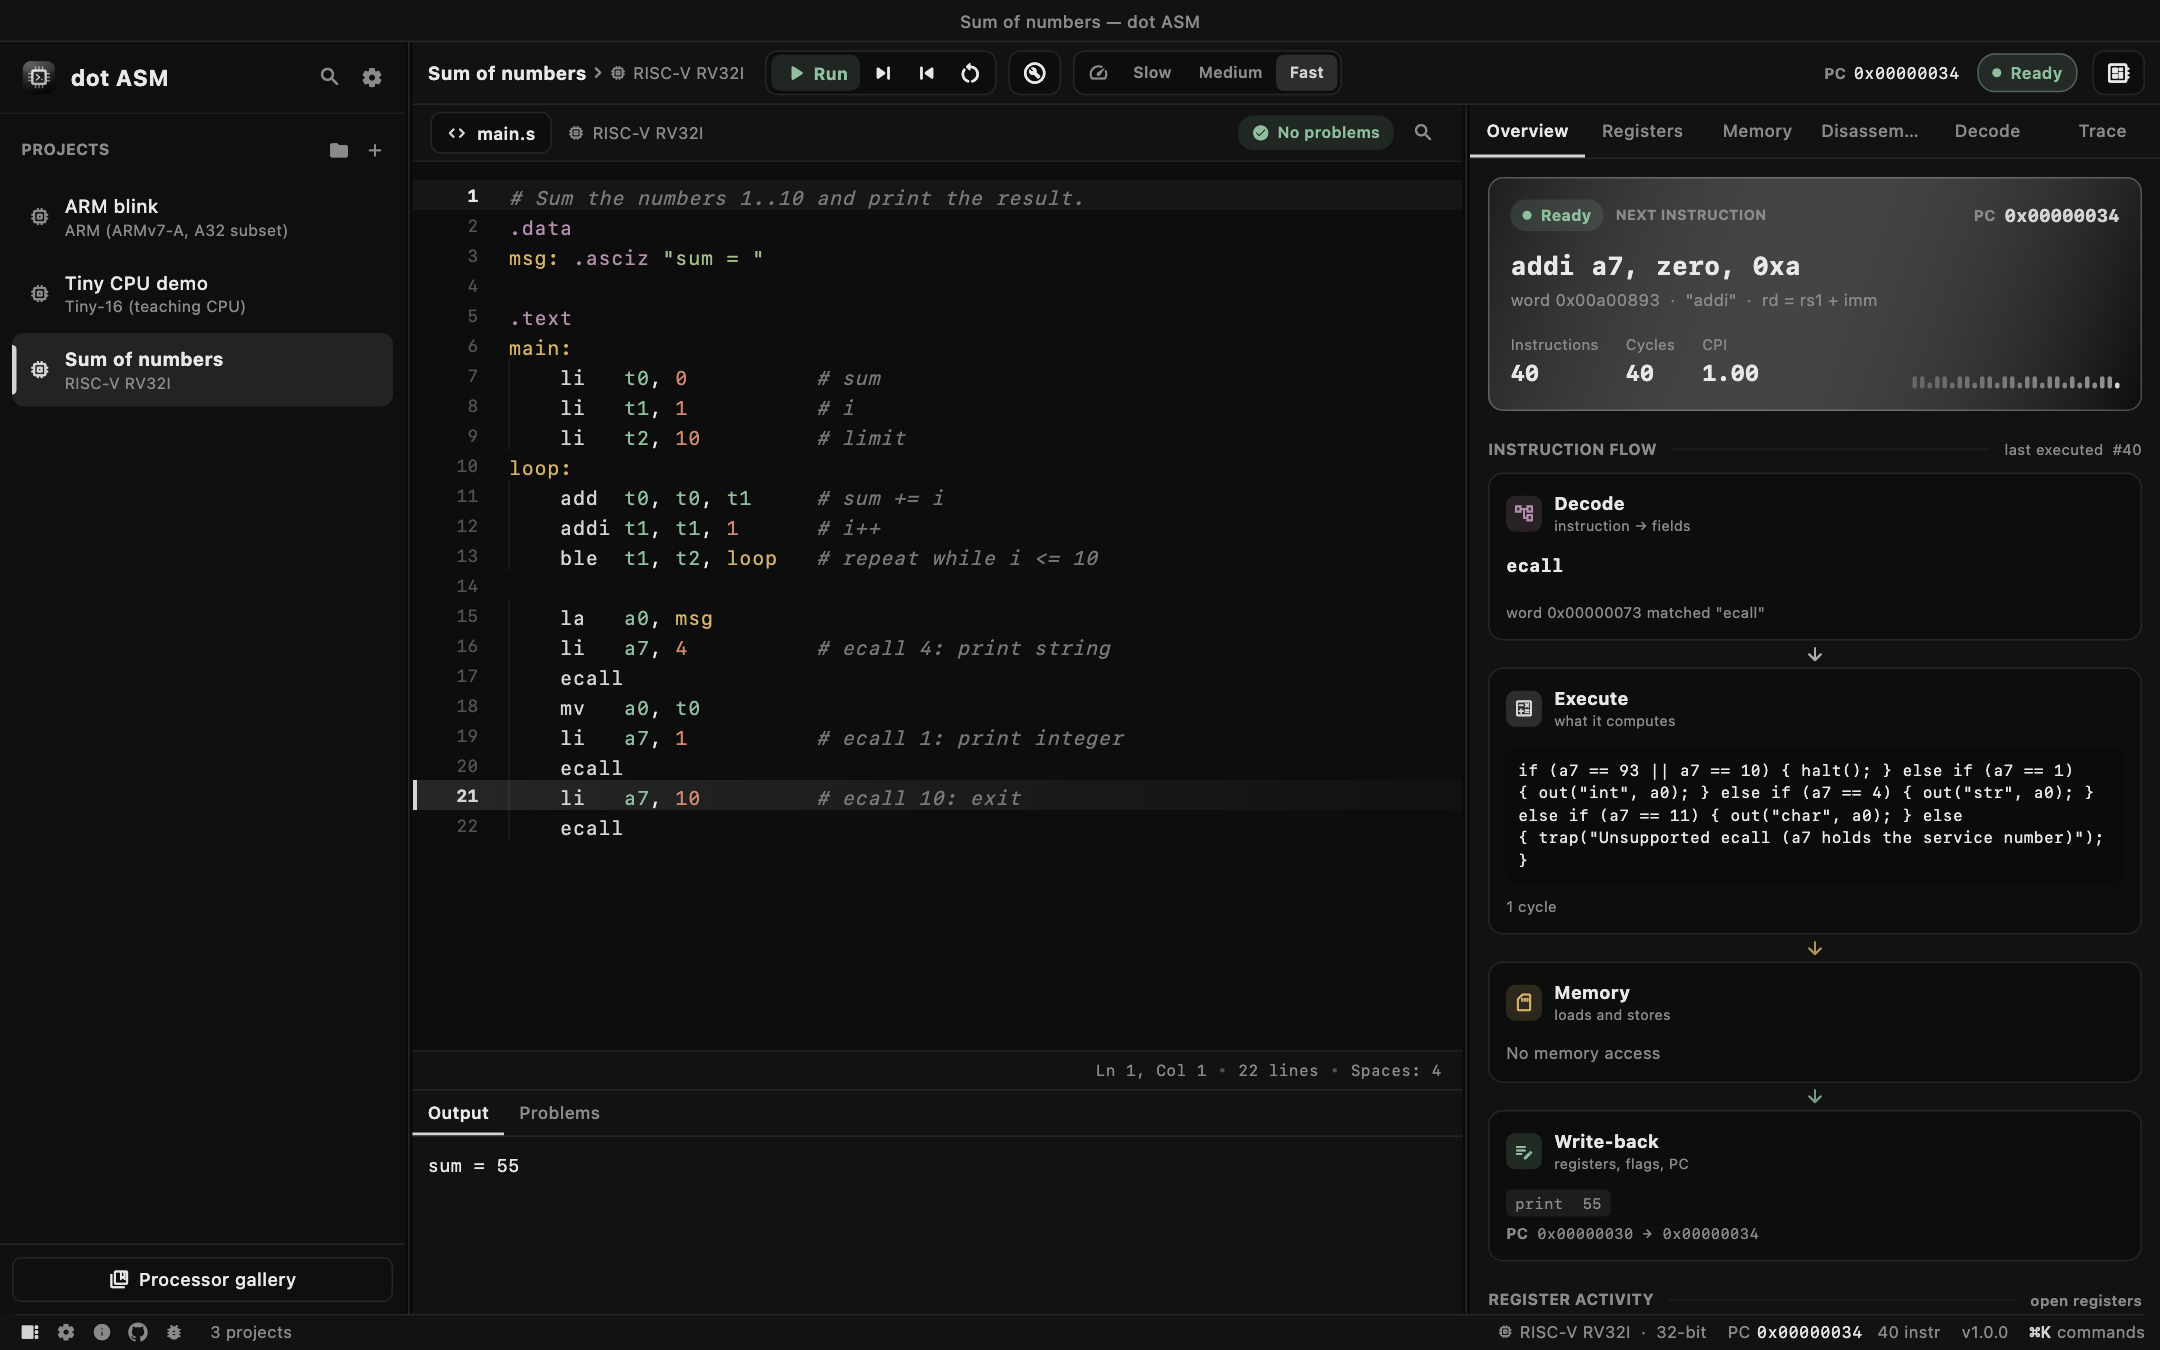 Sum of numbers — dot ASM
dot ASM
PROJECTS
ARM blink
ARM (ARMv7-A, A32 subset)
Tiny CPU demo
Tiny-16 (teaching CPU)
Sum of numbers
RISC-V RV32I
Processor gallery
Sum of numbers › RISC-V RV32I Run Slow Medium Fast PC 0x00000034 Ready
main.s RISC-V RV32I No problems
1 # Sum the numbers 1..10 and print the result.
2 .data
3 msg: .asciz "sum = "
4
5 .text
6 main:
7 li t0, 0 # sum
8 li t1, 1 # i
9 li t2, 10 # limit
10 loop:
11 add t0, t0, t1 # sum += i
12 addi t1, t1, 1 # i++
13 ble t1, t2, loop # repeat while i <= 10
14
15 la a0, msg
16 li a7, 4 # ecall 4: print string
17 ecall
18 mv a0, t0
19 li a7, 1 # ecall 1: print integer
20 ecall
21 li a7, 10 # ecall 10: exit
22 ecall
Ln 1, Col 1 • 22 lines • Spaces: 4
Output Problems
sum = 55
Overview Registers Memory Disassem... Decode Trace
Ready NEXT INSTRUCTION PC 0x00000034
addi a7, zero, 0xa
word 0x00a00893 · "addi" · rd = rs1 + imm
Instructions Cycles CPI
40 40 1.00
INSTRUCTION FLOW last executed #40
Decode
instruction → fields
ecall
word 0x00000073 matched "ecall"
Execute
what it computes
if (a7 == 93 || a7 == 10) { halt(); } else if (a7 == 1)
{ out("int", a0); } else if (a7 == 4) { out("str", a0); }
else if (a7 == 11) { out("char", a0); } else
{ trap("Unsupported ecall (a7 holds the service number)");
}
1 cycle
Memory
loads and stores
No memory access
Write-back
registers, flags, PC
print 55
PC 0x00000030 → 0x00000034
REGISTER ACTIVITY open registers
3 projects
RISC-V RV32I · 32-bit PC 0x00000034 40 instr v1.0.0 ⌘K commands